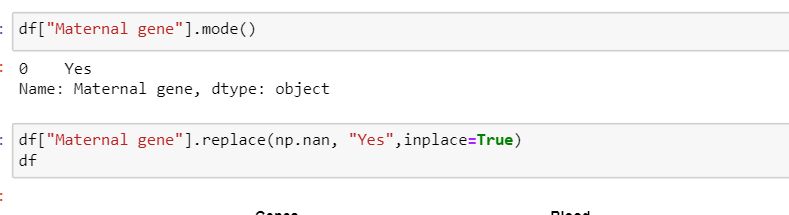 df["Maternal gene"].mode()
: 0    Yes
Name: Maternal gene, dtype: object
: df["Maternal gene"].replace(np.nan, "Yes",inplace=True)
df
: